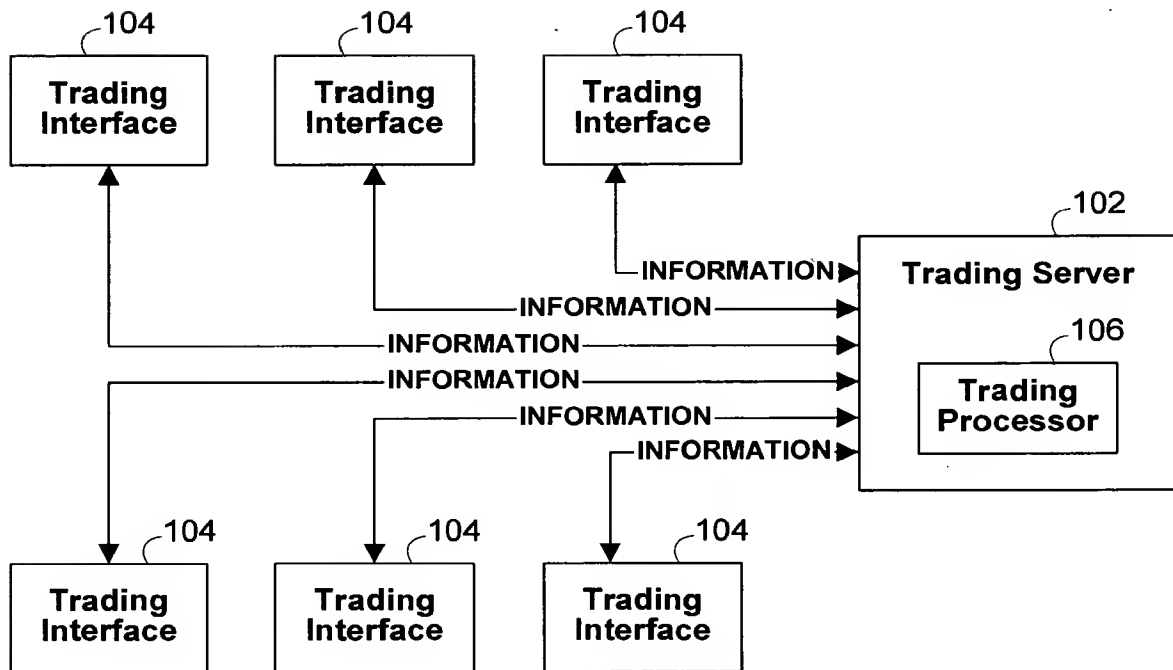 104
104
104
Trading
Interface
Trading
Interface
Trading
Interface
102
Trading Server
INFORMATION
INFORMATION
INFORMATION
INFORMATION
INFORMATION
INFORMATION
106
Trading
Processor
104
104
104
Trading
Interface
Trading
Interface
Trading
Interface